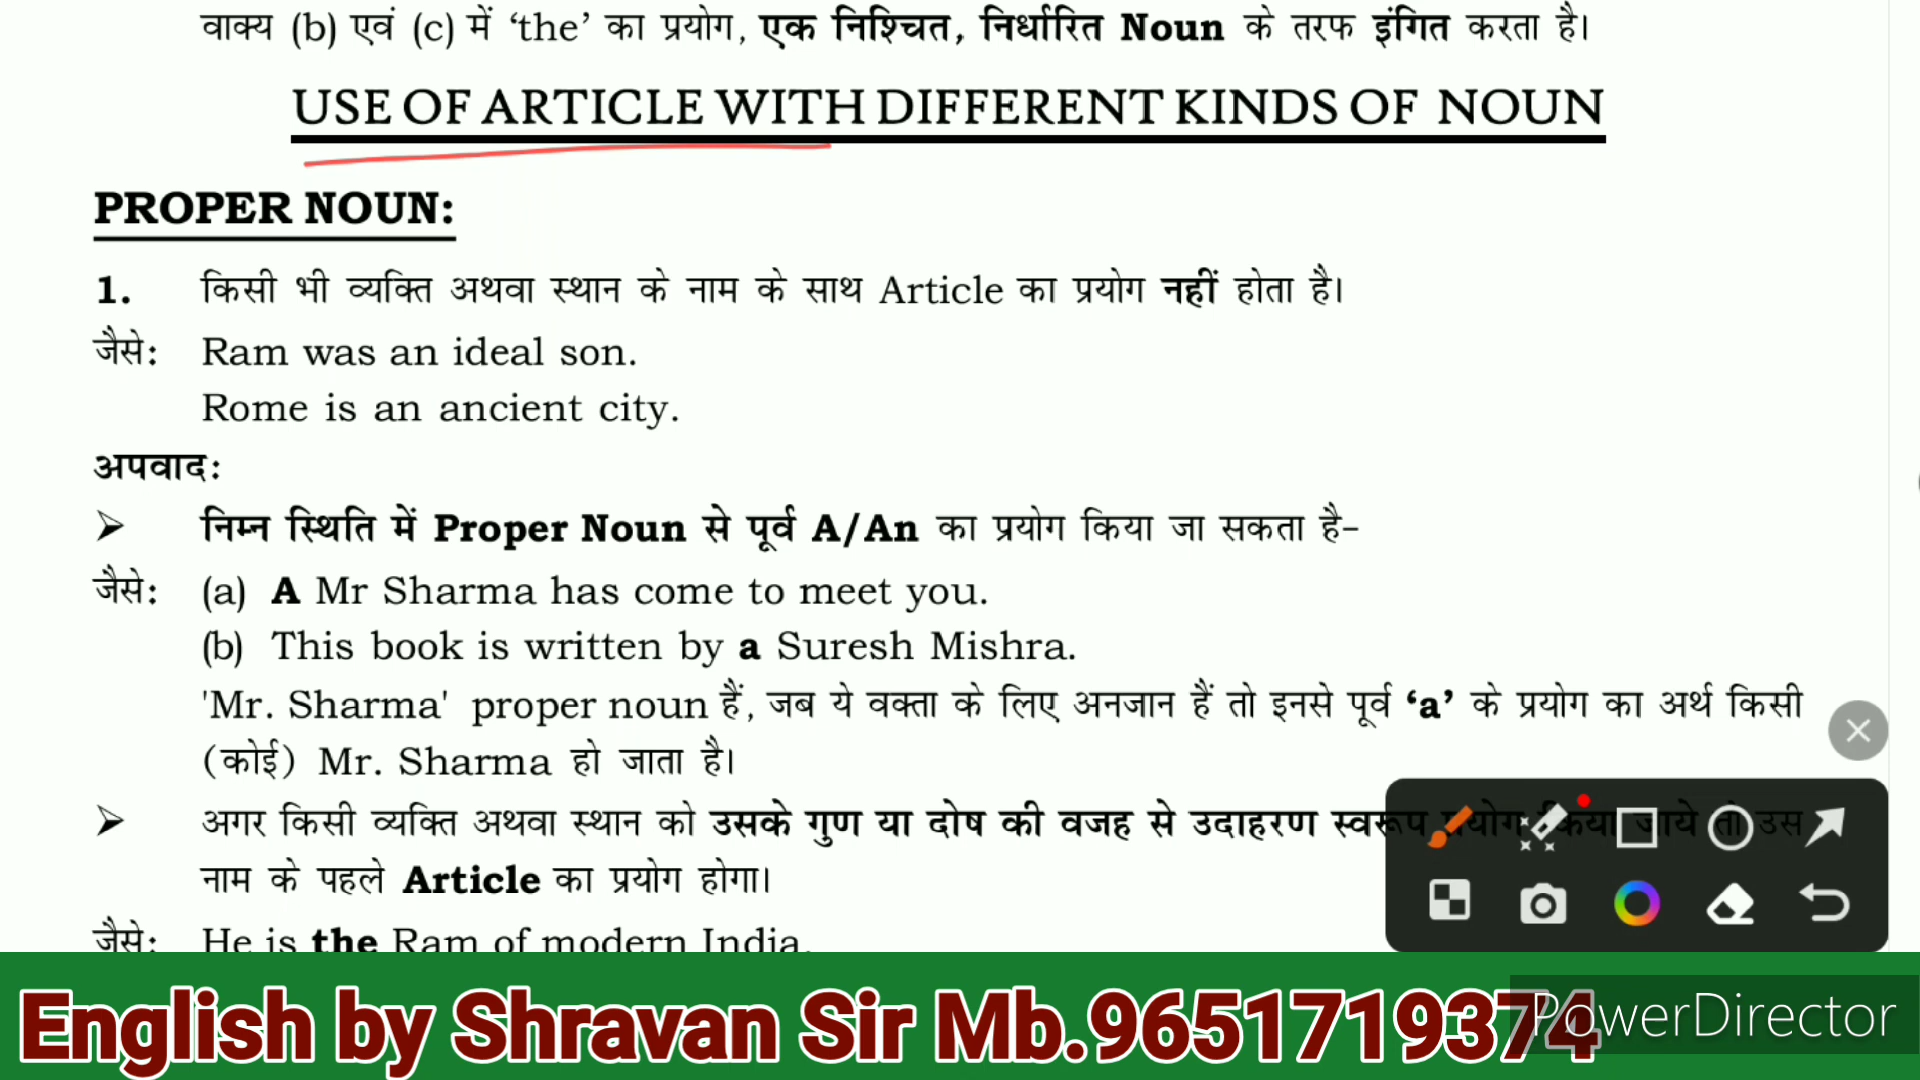 वाक्य (b) एवं (c) में ‘the’ का प्रयोग, एक निश्चित, निर्धारित Noun के तरफ इंगित करता है।
USE OF ARTICLE WITH DIFFERENT KINDS OF NOUN
PROPER NOUN:
1. किसी भी व्यक्ति अथवा स्थान के नाम के साथ Article का प्रयोग नहीं होता है।
जैसे: Ram was an ideal son.
Rome is an ancient city.
अपवाद:
➢ निम्न स्थिति में Proper Noun से पूर्व A/An का प्रयोग किया जा सकता है–
जैसे: (a) A Mr Sharma has come to meet you.
(b) This book is written by a Suresh Mishra.
'Mr. Sharma' proper noun हैं, जब ये वक्ता के लिए अनजान हैं तो इनसे पूर्व ‘a’ के प्रयोग का अर्थ किसी
(कोई) Mr. Sharma हो जाता है।
➢ अगर किसी व्यक्ति अथवा स्थान को उसके गुण या दोष की वजह से उदाहरण स्वरूप प्रयोग किया जाये तो उस
नाम के पहले Article का प्रयोग होगा।
जैसे: He is the Ram of modern India.
English by Shravan Sir Mb.9651719374
PowerDirector